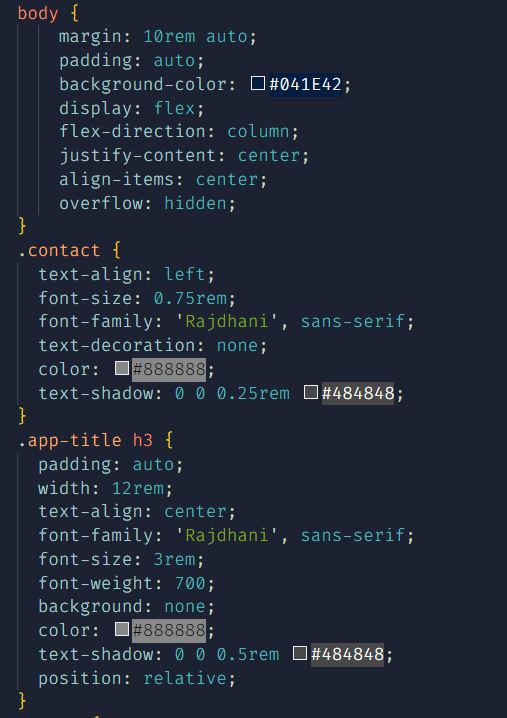 body {
margin: 10rem auto;
padding: auto;
background-color: #041E42;
display: flex;
flex-direction: column;
justify-content: center;
align-items: center;
overflow: hidden;
}
.contact {
text-align: left;
font-size: 0.75rem;
font-family: 'Rajdhani', sans-serif;
text-decoration: none;
color: #888888;
text-shadow: 0 0 0.25rem #484848;
}
.app-title h3 {
padding: auto;
width: 12rem;
text-align: center;
font-family: 'Rajdhani', sans-serif;
font-size: 3rem;
font-weight: 700;
background: none;
color: #888888;
text-shadow: 0 0 0.5rem #484848;
position: relative;
}